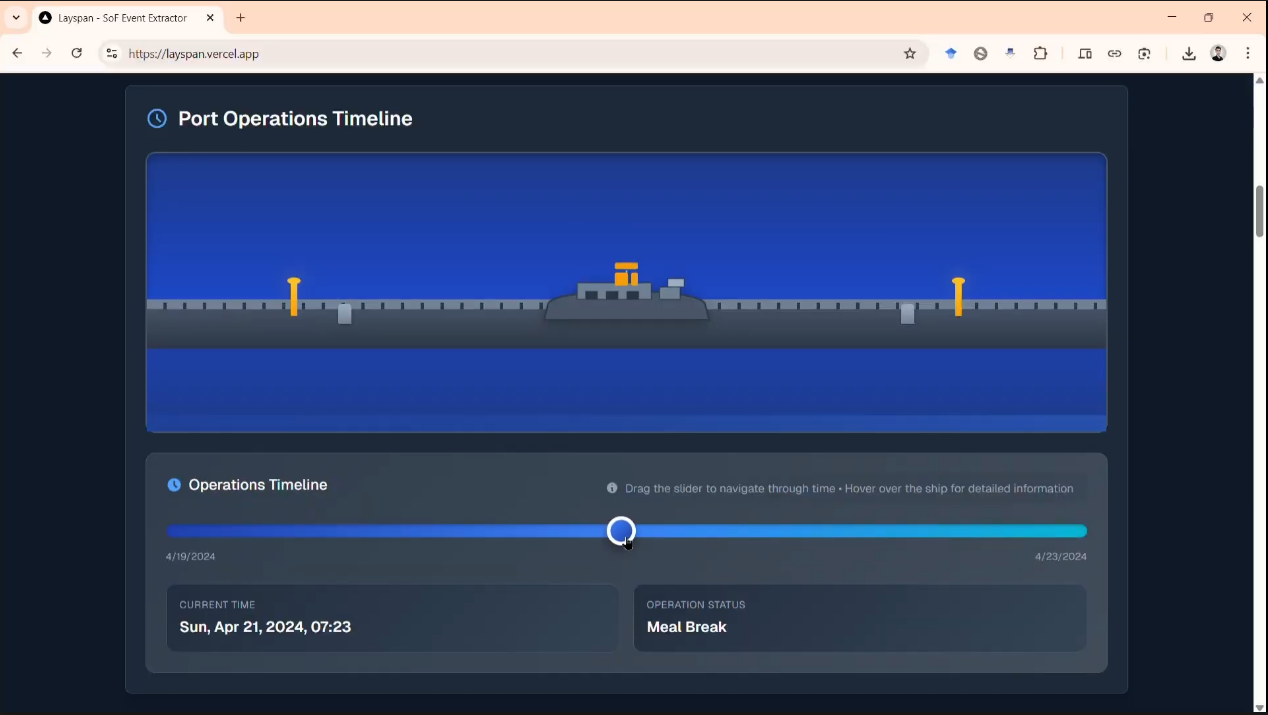 Layspan - SoF Event Extractor
https://layspan.vercel.app
Port Operations Timeline
Operations Timeline
Drag the slider to navigate through time • Hover over the ship for detailed information
4/19/2024
4/23/2024
CURRENT TIME
Sun, Apr 21, 2024, 07:23
OPERATION STATUS
Meal Break